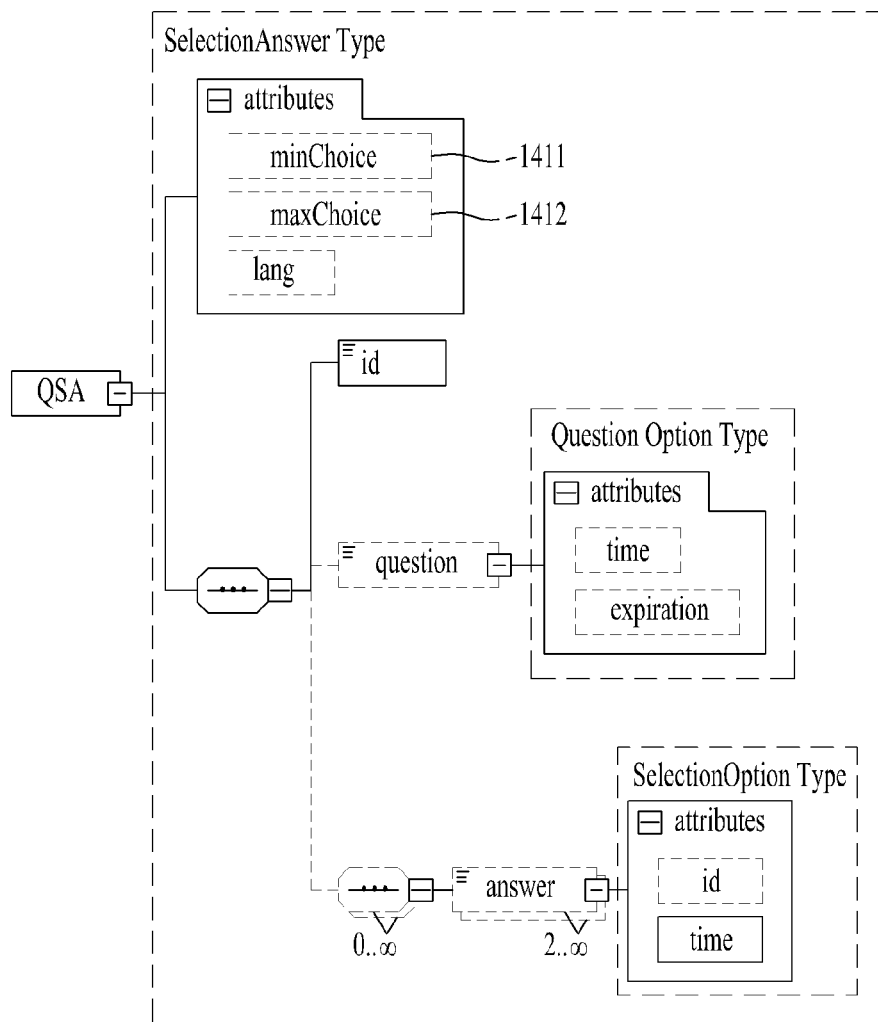 SelectionAnswer Type
attributes
minChoice
1411
maxChoice
1412
lang
id
QSA
Question Option Type
attributes
question
time
expiration
SelectionOption Type
attributes
answer
id
time
0..∞
2..∞